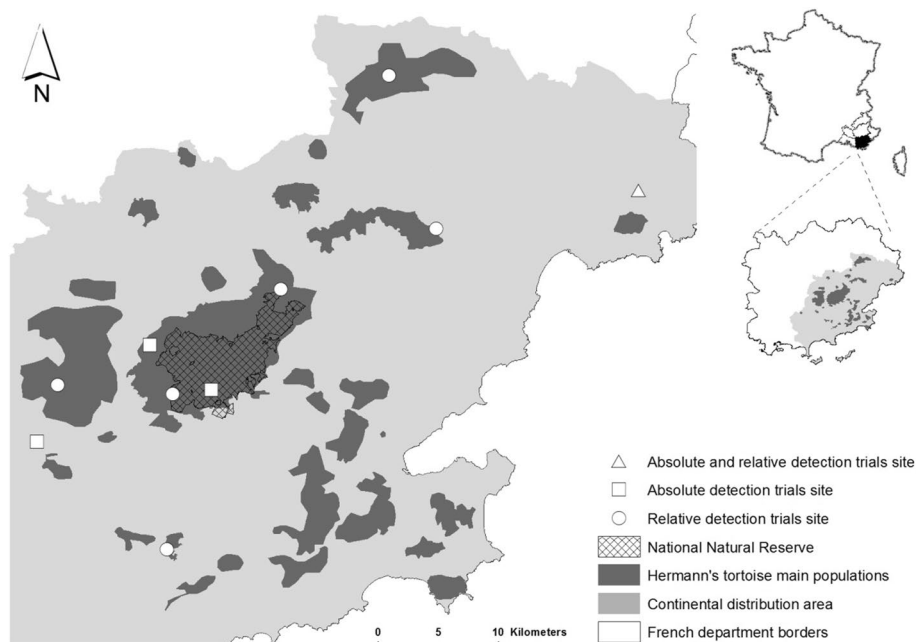 N
Absolute and relative detection trials site
Absolute detection trials site
Relative detection trials site
National Natural Reserve
Hermann's tortoise main populations
Continental distribution area
French department borders
0 5 10 Kilometers